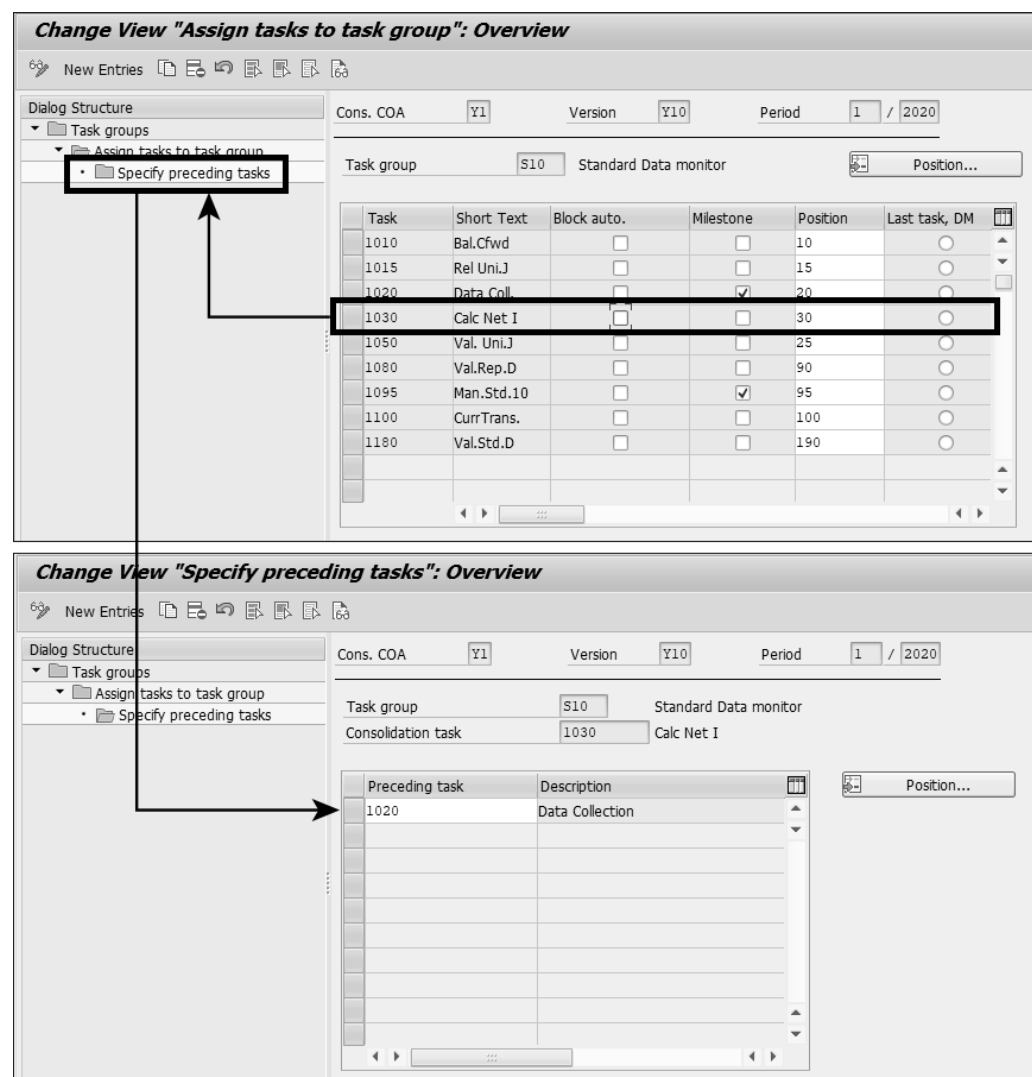 Change View "Assign tasks to task group": Overview
New Entries
Dialog Structure
Task groups
Assign tasks to task group
Specify preceding tasks
Cons. COA Y1 Version Y10 Period 1 / 2020
Task group S10 Standard Data monitor Position...
Task Short Text Block auto. Milestone Position Last task, DM
1010 Bal.Cfwd 10
1015 Rel Uni.J 15
1020 Data Coll. 20
1030 Calc Net I 30
1050 Val. Uni.J 25
1080 Val.Rep.D 90
1095 Man.Std.10 95
1100 CurrTrans. 100
1180 Val.Std.D 190
Change View "Specify preceding tasks": Overview
New Entries
Dialog Structure
Task groups
Assign tasks to task group
Specify preceding tasks
Cons. COA Y1 Version Y10 Period 1 / 2020
Task group S10 Standard Data monitor
Consolidation task 1030 Calc Net I
Preceding task Description Position...
1020 Data Collection